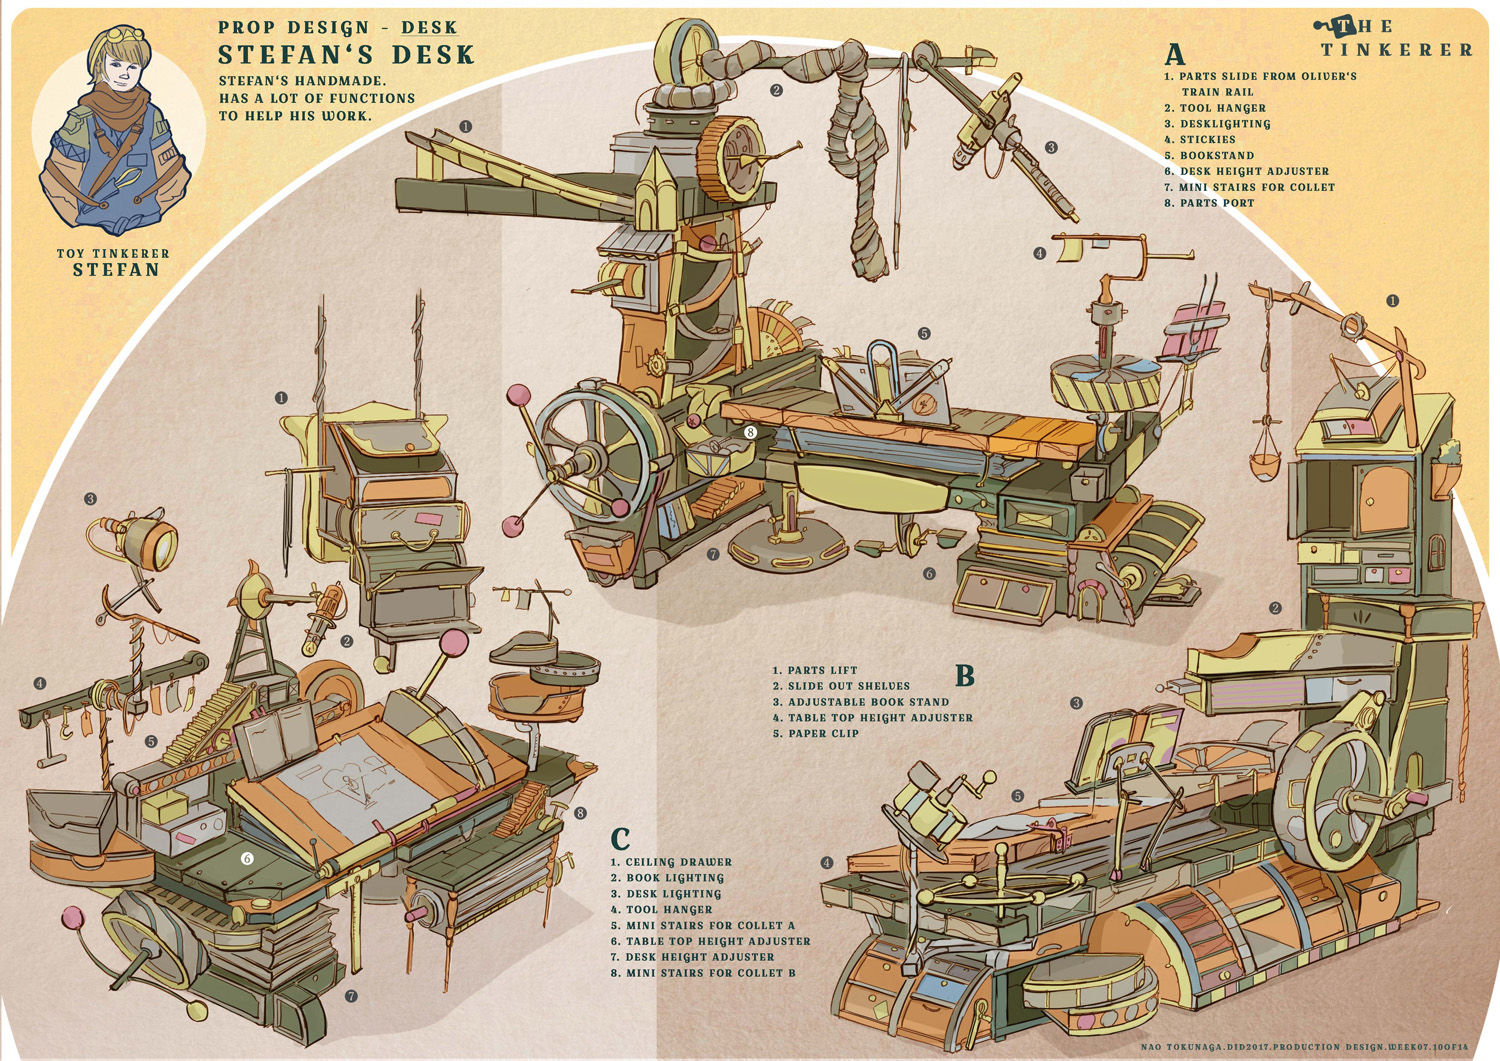 PROP DESIGN - DESK
STEFAN'S DESK
STEFAN'S HANDMADE.
HAS A LOT OF FUNCTIONS
TO HELP HIS WORK.
TOY TINKERER
STEFAN
THE
TINKERER
A
1. PARTS SLIDE FROM OLIVER'S
TRAIN RAIL
2. TOOL HANGER
3. DESKLIGHTING
4. STICKIES
5. BOOKSTAND
6. DESK HEIGHT ADJUSTER
7. MINI STAIRS FOR COLLET
8. PARTS PORT
1
2
3
4
5
8
7
6
B
1. PARTS LIFT
2. SLIDE OUT SHELVES
3. ADJUSTABLE BOOK STAND
4. TABLE TOP HEIGHT ADJUSTER
5. PAPER CLIP
1
2
3
5
4
C
1. CEILING DRAWER
2. BOOK LIGHTING
3. DESK LIGHTING
4. TOOL HANGER
5. MINI STAIRS FOR COLLET A
6. TABLE TOP HEIGHT ADJUSTER
7. DESK HEIGHT ADJUSTER
8. MINI STAIRS FOR COLLET B
1
3
2
4
5
8
6
7
NAO TOKUNAGA.DID2017.PRODUCTION DESIGN.WEEK07.10OF14